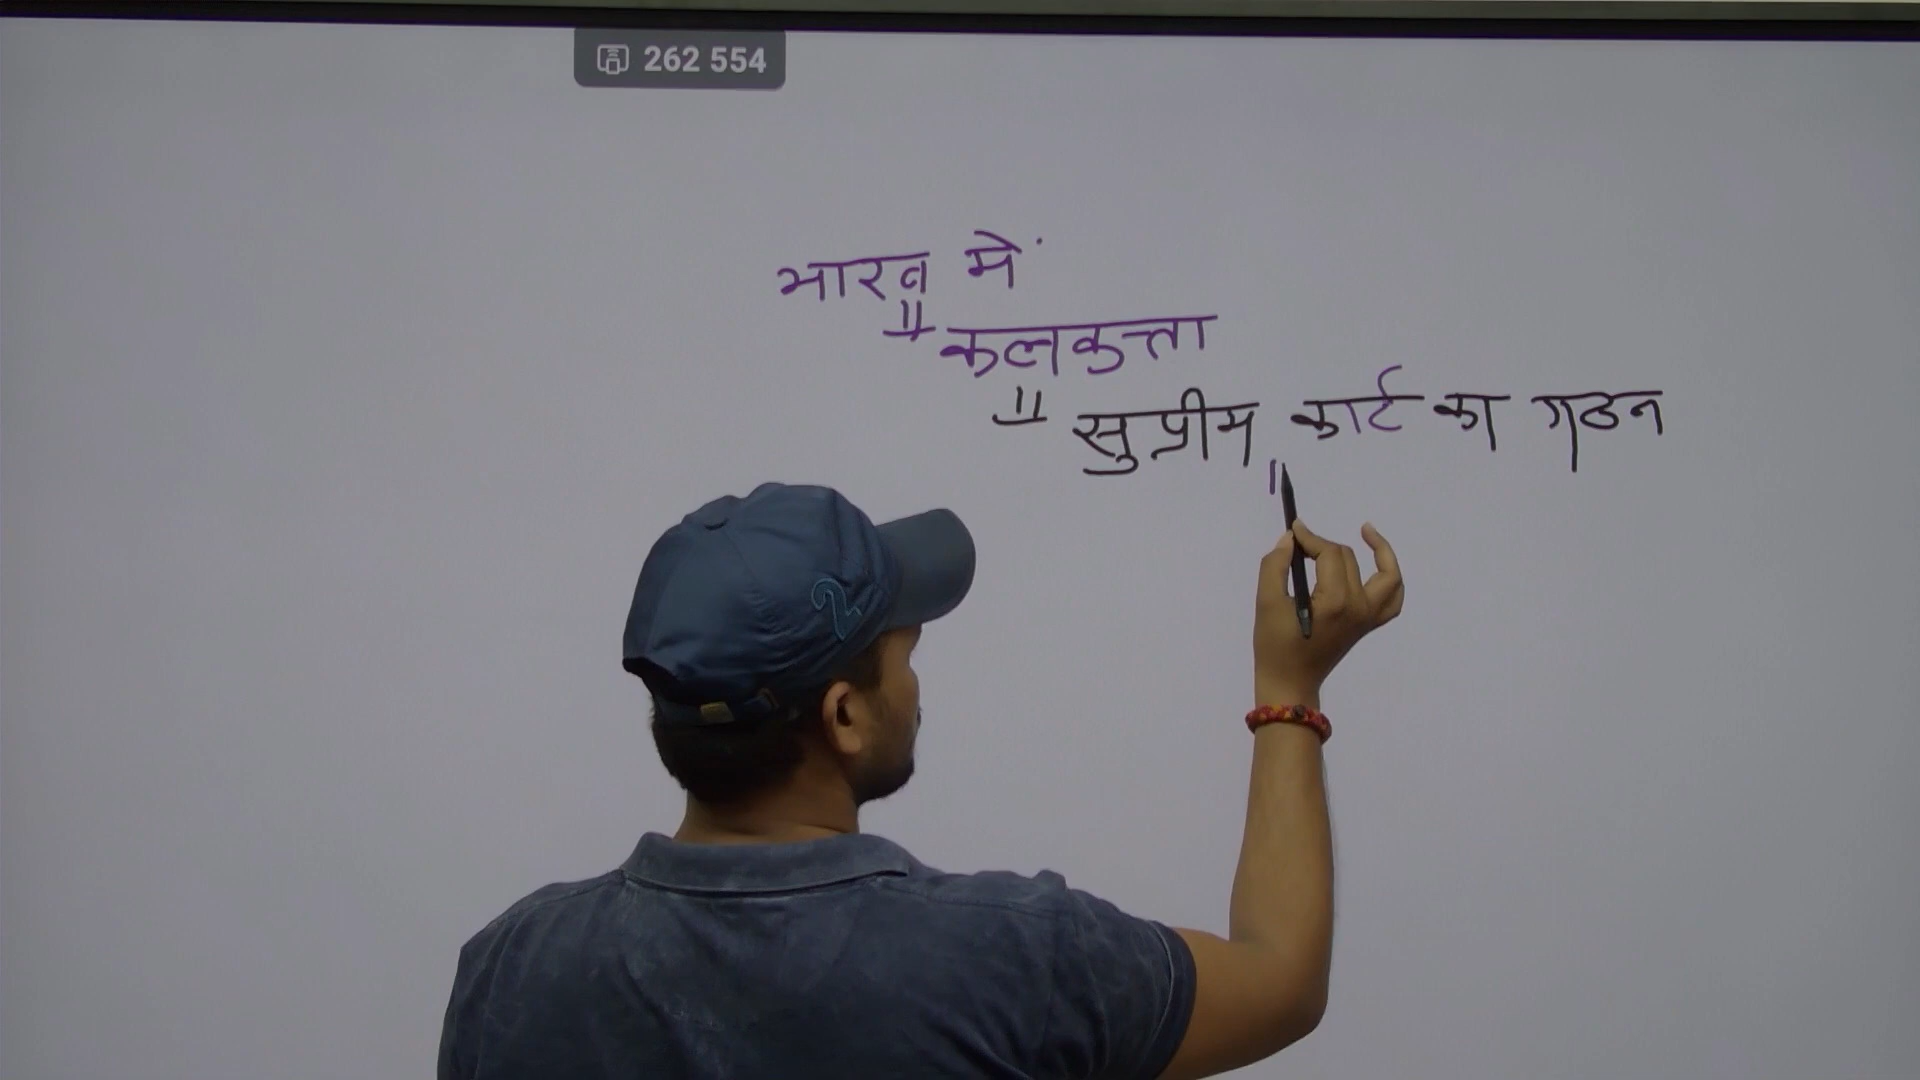 262 554
भारत में
कलकत्ता
सुप्रीम कार्ट का गठन